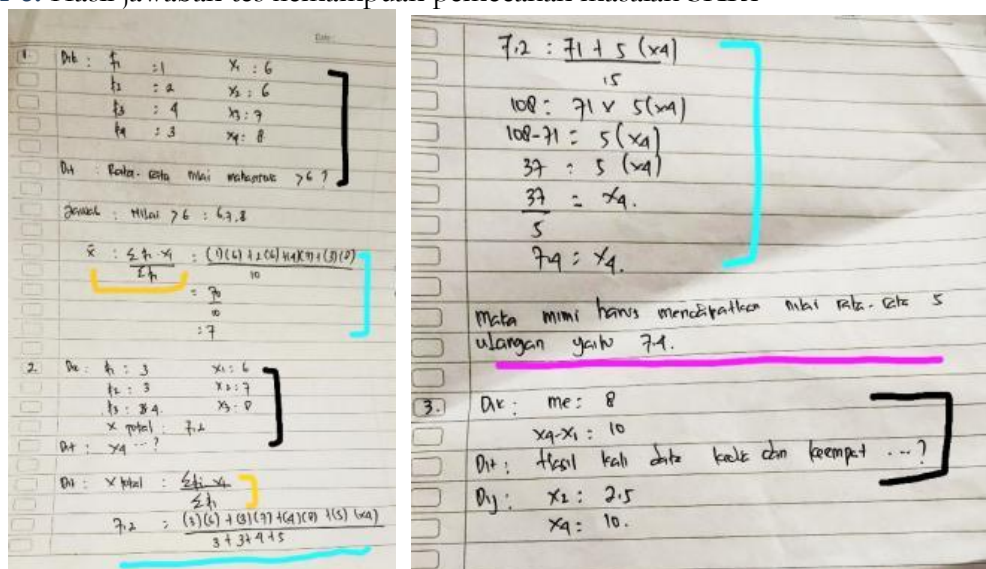 Hasil jawaban tes kemampuan pemecahan masalah
1. Dik : f1 : 1 x1 : 6
f2 : 2 x2 : 6
f3 : 4 x3 : 7
f4 : 3 x4 : 8
Dit : Rata-rata nilai >6 ?
Jawab : Nilai >6 : 6,7,8
x̄ : Σfi xi / Σfi : (1)(6)+2(6)+(4)(7)+(3)(8) / 10
= 70 / 10
: 7
2. f1 : 3 x1 : 6
f2 : 3 x2 : 7
f3 : 4 x3 : 8
x total : 7,2
Dit : x4 ... ?
x total : Σfi xi / Σfi
7,2 : (3)(6) + (3)(7) + (4)(8) + (5)(x4) / 3+3+4+5
7,2 : 71 + 5 (x4) / 15
108 : 71 + 5(x4)
108-71 = 5(x4)
37 : 5 (x4)
37 / 5 = x4.
7,4 : x4.
maka mimi harus mendapatkan nilai rata-rata 5
ulangan yaitu 7.4.
3. Dik : me : 8
x4-x1 : 10
Dit : Hasil kali data kedua dan keempat ...?
Dij : x2 : 2.5
x4 : 10.